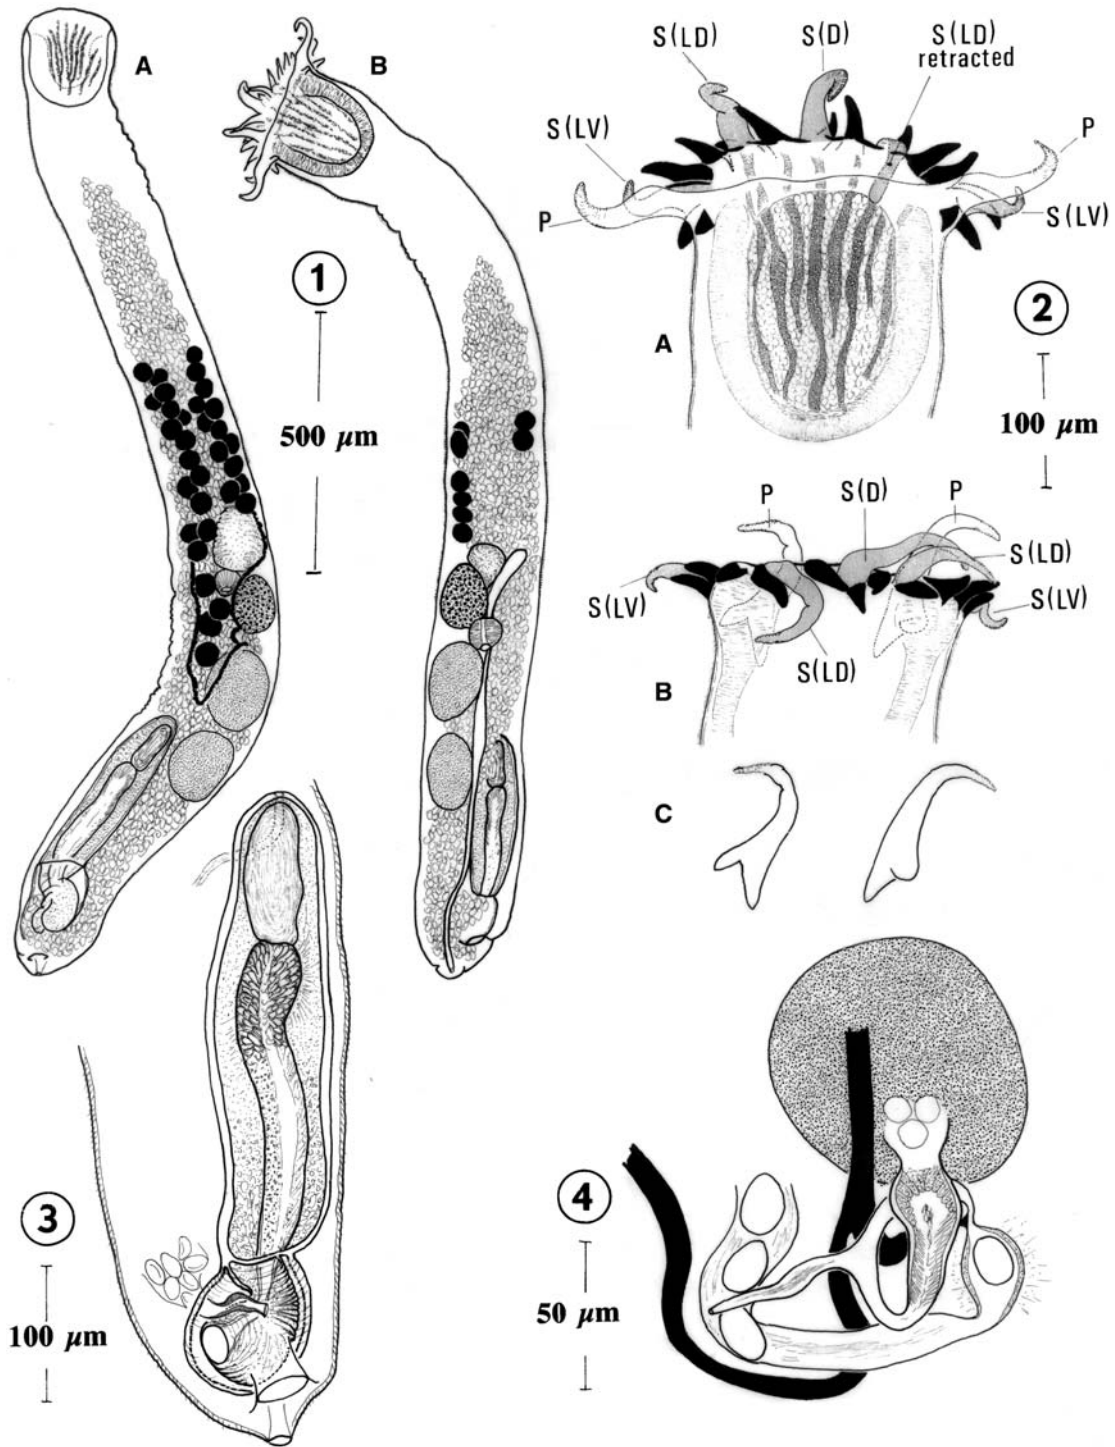 A
B
1
500 µm
S(LD)
S(D)
S(LD)
retracted
S(LV)
P
P
S(LV)
A
2
100 µm
P
S(D)
P
S(LD)
S(LV)
S(LV)
S(LD)
B
C
3
100 µm
4
50 µm